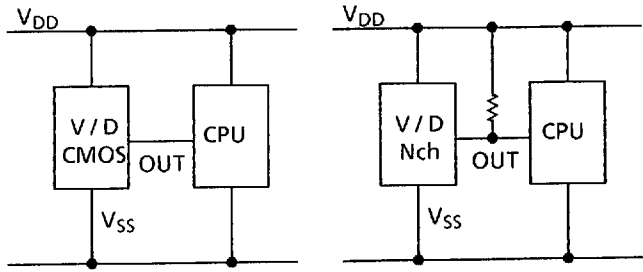 VDD
V / D
CMOS
OUT
CPU
VSS
VDD
V / D
Nch
OUT
CPU
VSS